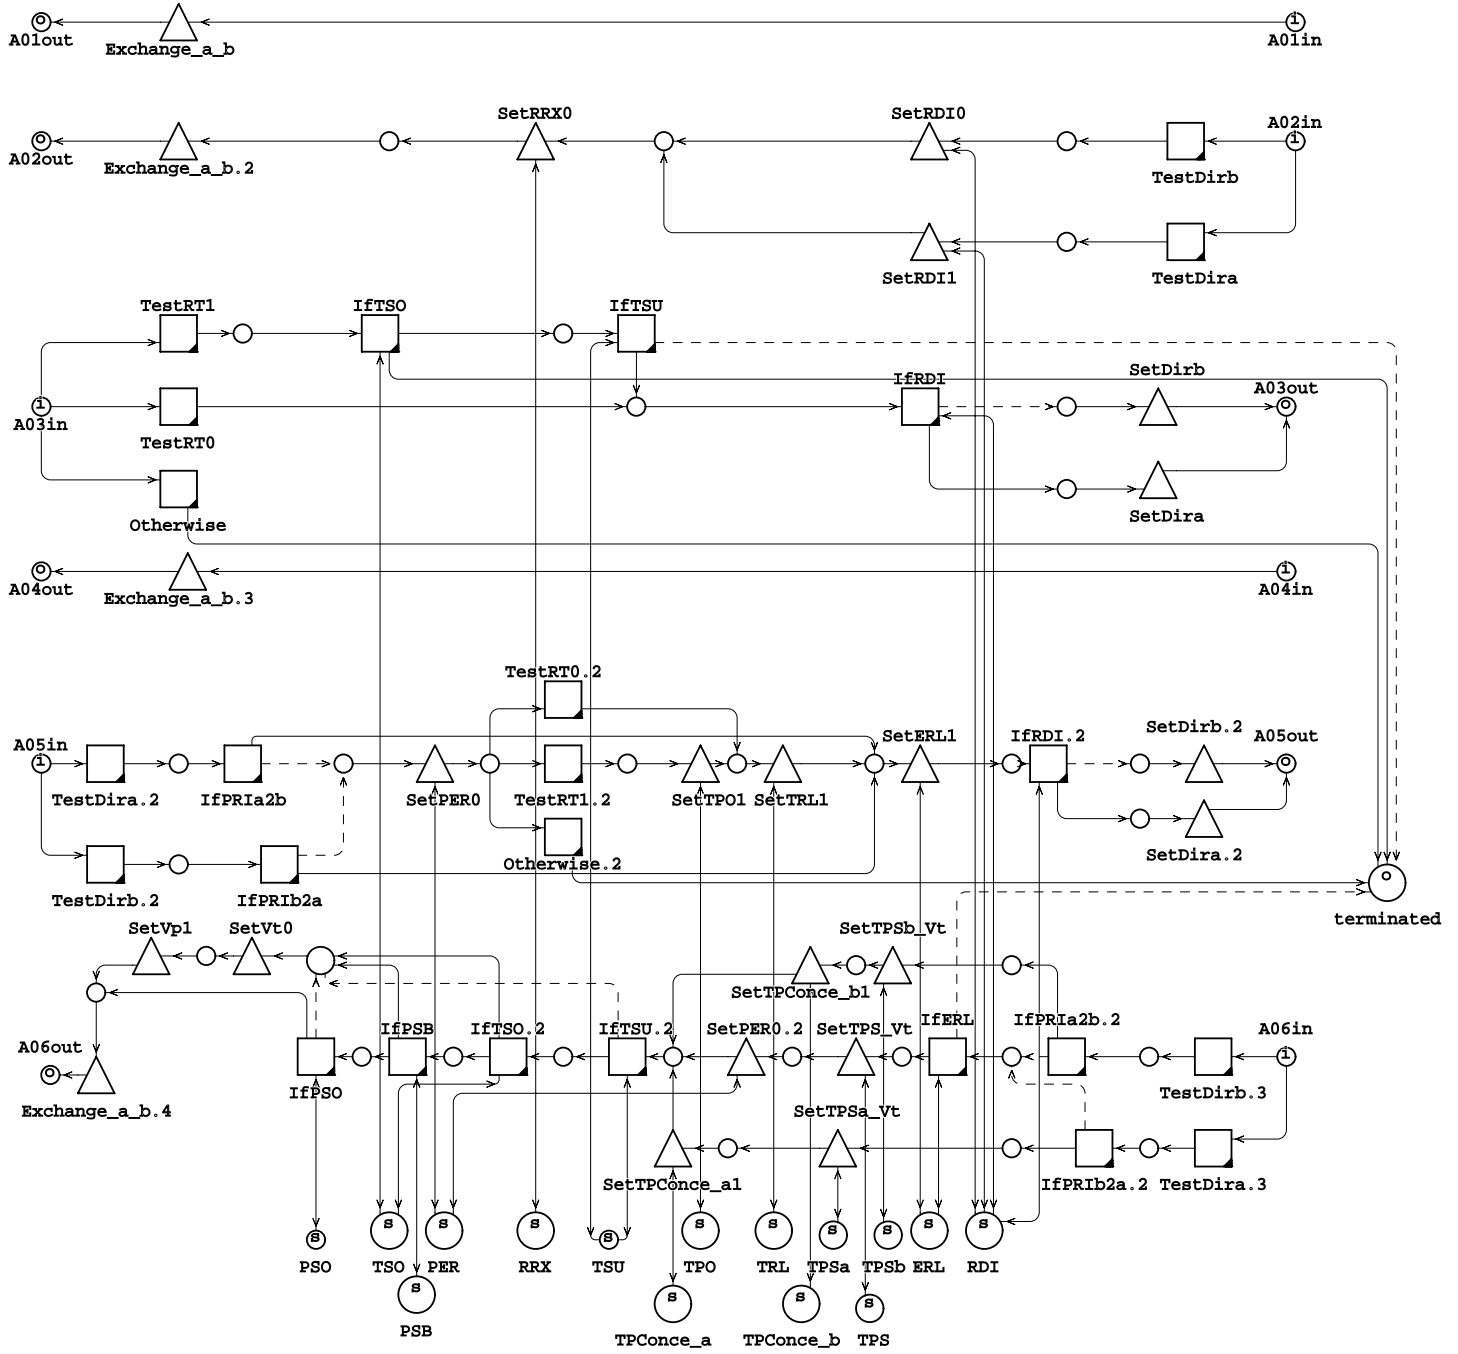 A01out
Exchange_a_b
i
A01in
SetRRX0
SetRDI0
A02in
i
A02out
Exchange_a_b.2
TestDirb
SetRDI1
TestDira
TestRT1
IfTSO
IfTSU
IfRDI
SetDirb
A03out
i
A03in
TestRT0
Otherwise
SetDira
A04out
Exchange_a_b.3
i
A04in
TestRT0.2
A05in
i
SetERL1
IfRDI.2
SetDirb.2
A05out
TestDira.2
IfPRIa2b
SetPER0
TestRT1.2
SetTPO1
SetTRL1
SetDira.2
Otherwise.2
TestDirb.2
IfPRIb2a
terminated
SetVp1
SetVt0
SetTPSb_Vt
SetTPConce_b1
A06out
IfPSB
IfTSO.2
IfTSU.2
SetPER0.2
SetTPS_Vt
IfERL
IfPRIa2b.2
A06in
i
Exchange_a_b.4
IfPSO
TestDirb.3
SetTPSa_Vt
SetTPConce_a1
IfPRIb2a.2
TestDira.3
s
s
s
s
s
s
s
s
s
s
s
PSO
TSO
PER
RRX
TSU
TPO
TRL
TPSa
TPSb
ERL
RDI
s
s
s
s
PSB
TPConce_a
TPConce_b
TPS